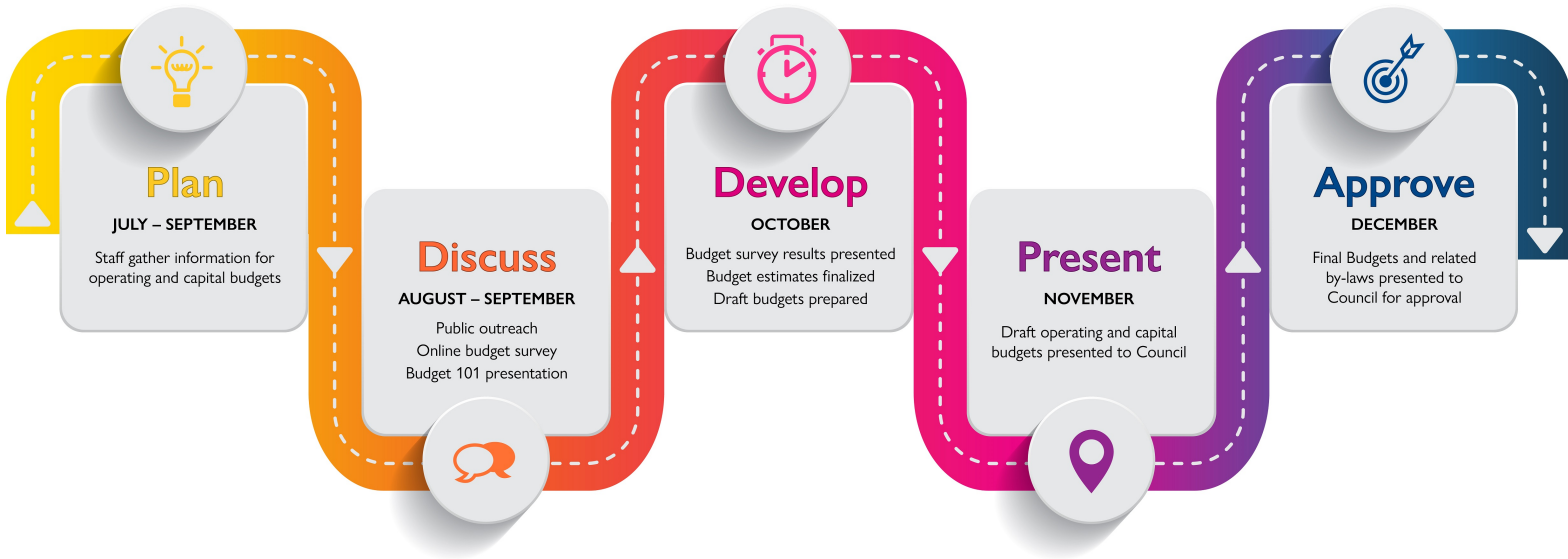 Plan
JULY – SEPTEMBER
Staff gather information for
operating and capital budgets
Discuss
AUGUST – SEPTEMBER
Public outreach
Online budget survey
Budget 101 presentation
Develop
OCTOBER
Budget survey results presented
Budget estimates finalized
Draft budgets prepared
Present
NOVEMBER
Draft operating and capital
budgets presented to Council
Approve
DECEMBER
Final Budgets and related
by-laws presented to
Council for approval